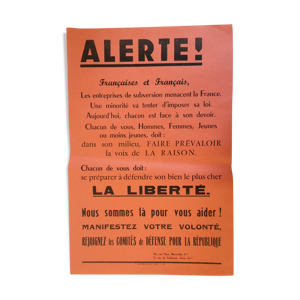 ALERTE!
Françaises et Français,
Les entreprises de subversion menacent la France.
Une minorité va tenter d'imposer sa loi.
Aujourd'hui, chacun est face à son devoir.
Chacun de vous, Hommes, Femmes, Jeunes
ou moins jeunes, doit :
dans son milieu, FAIRE PRÉVALOIR
la voix de LA RAISON.
Chacun de vous doit :
se préparer à défendre son bien le plus cher
LA LIBERTÉ.
Nous sommes là pour vous aider !
MANIFESTEZ VOTRE VOLONTÉ,
REJOIGNEZ les COMITÉS de DÉFENSE POUR LA RÉPUBLIQUE